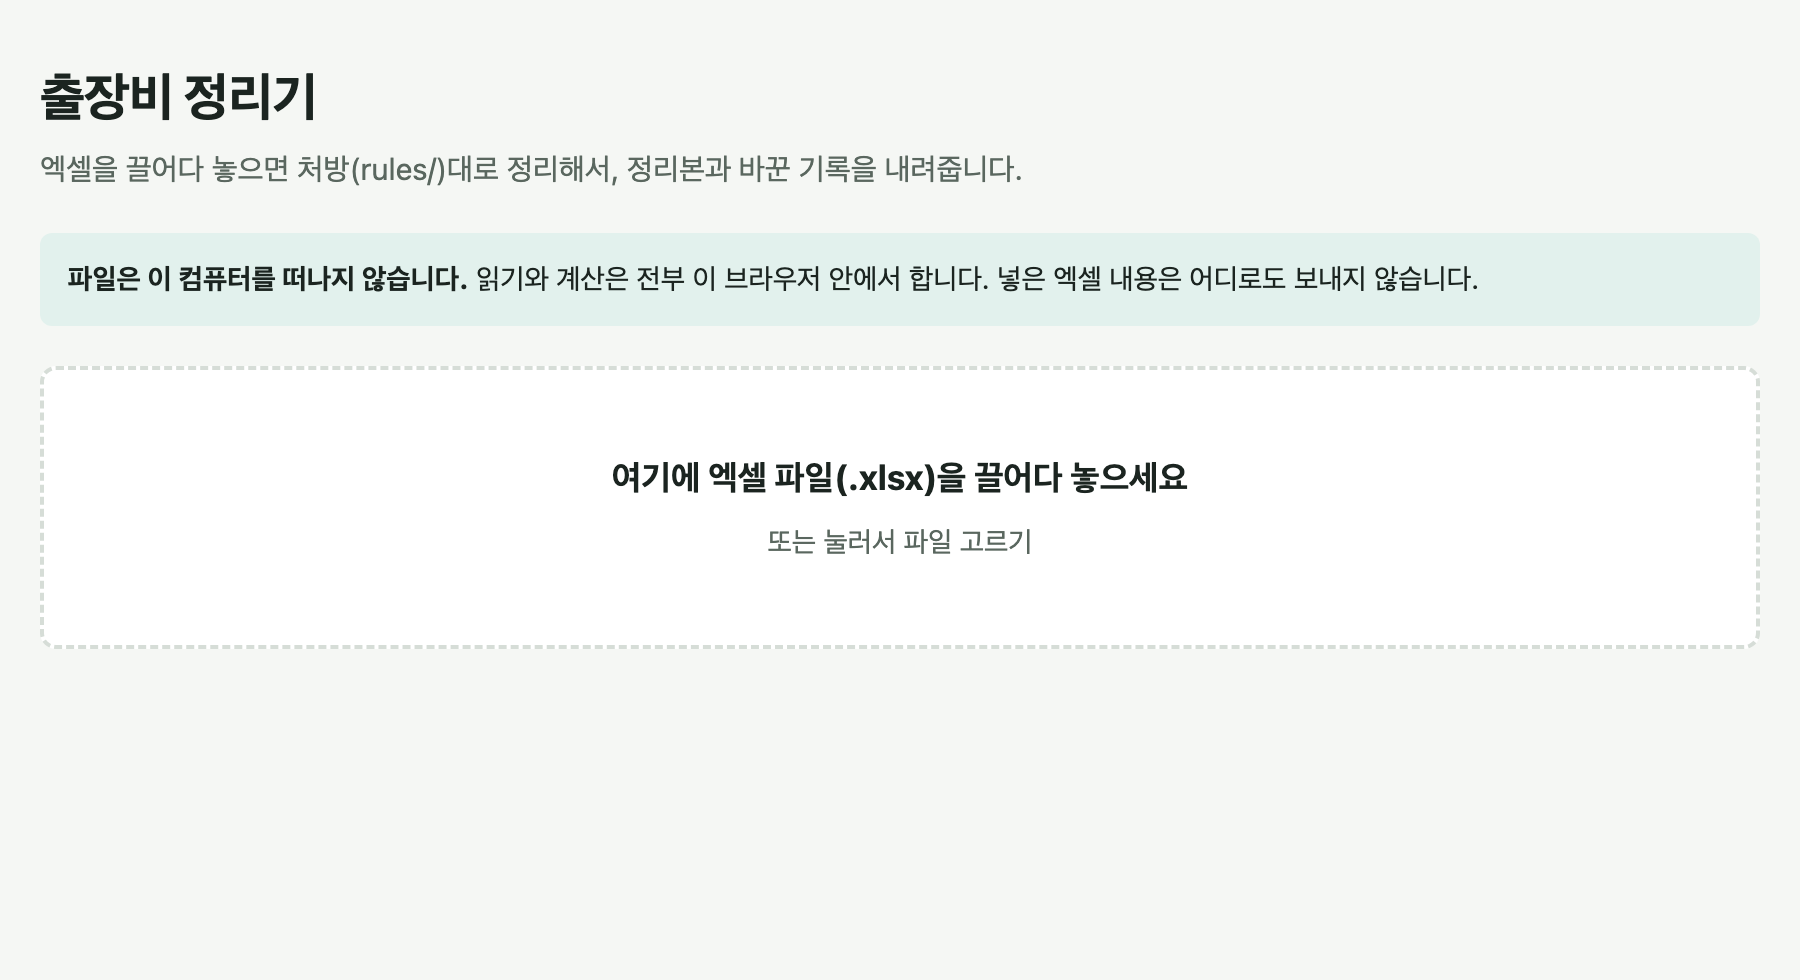 출장비 정리기
엑셀을 끌어다 놓으면 처방(rules/)대로 정리해서, 정리본과 바꾼 기록을 내려줍니다.
파일은 이 컴퓨터를 떠나지 않습니다. 읽기와 계산은 전부 이 브라우저 안에서 합니다. 넣은 엑셀 내용은 어디로도 보내지 않습니다.
여기에 엑셀 파일(.xlsx)을 끌어다 놓으세요
또는 눌러서 파일 고르기